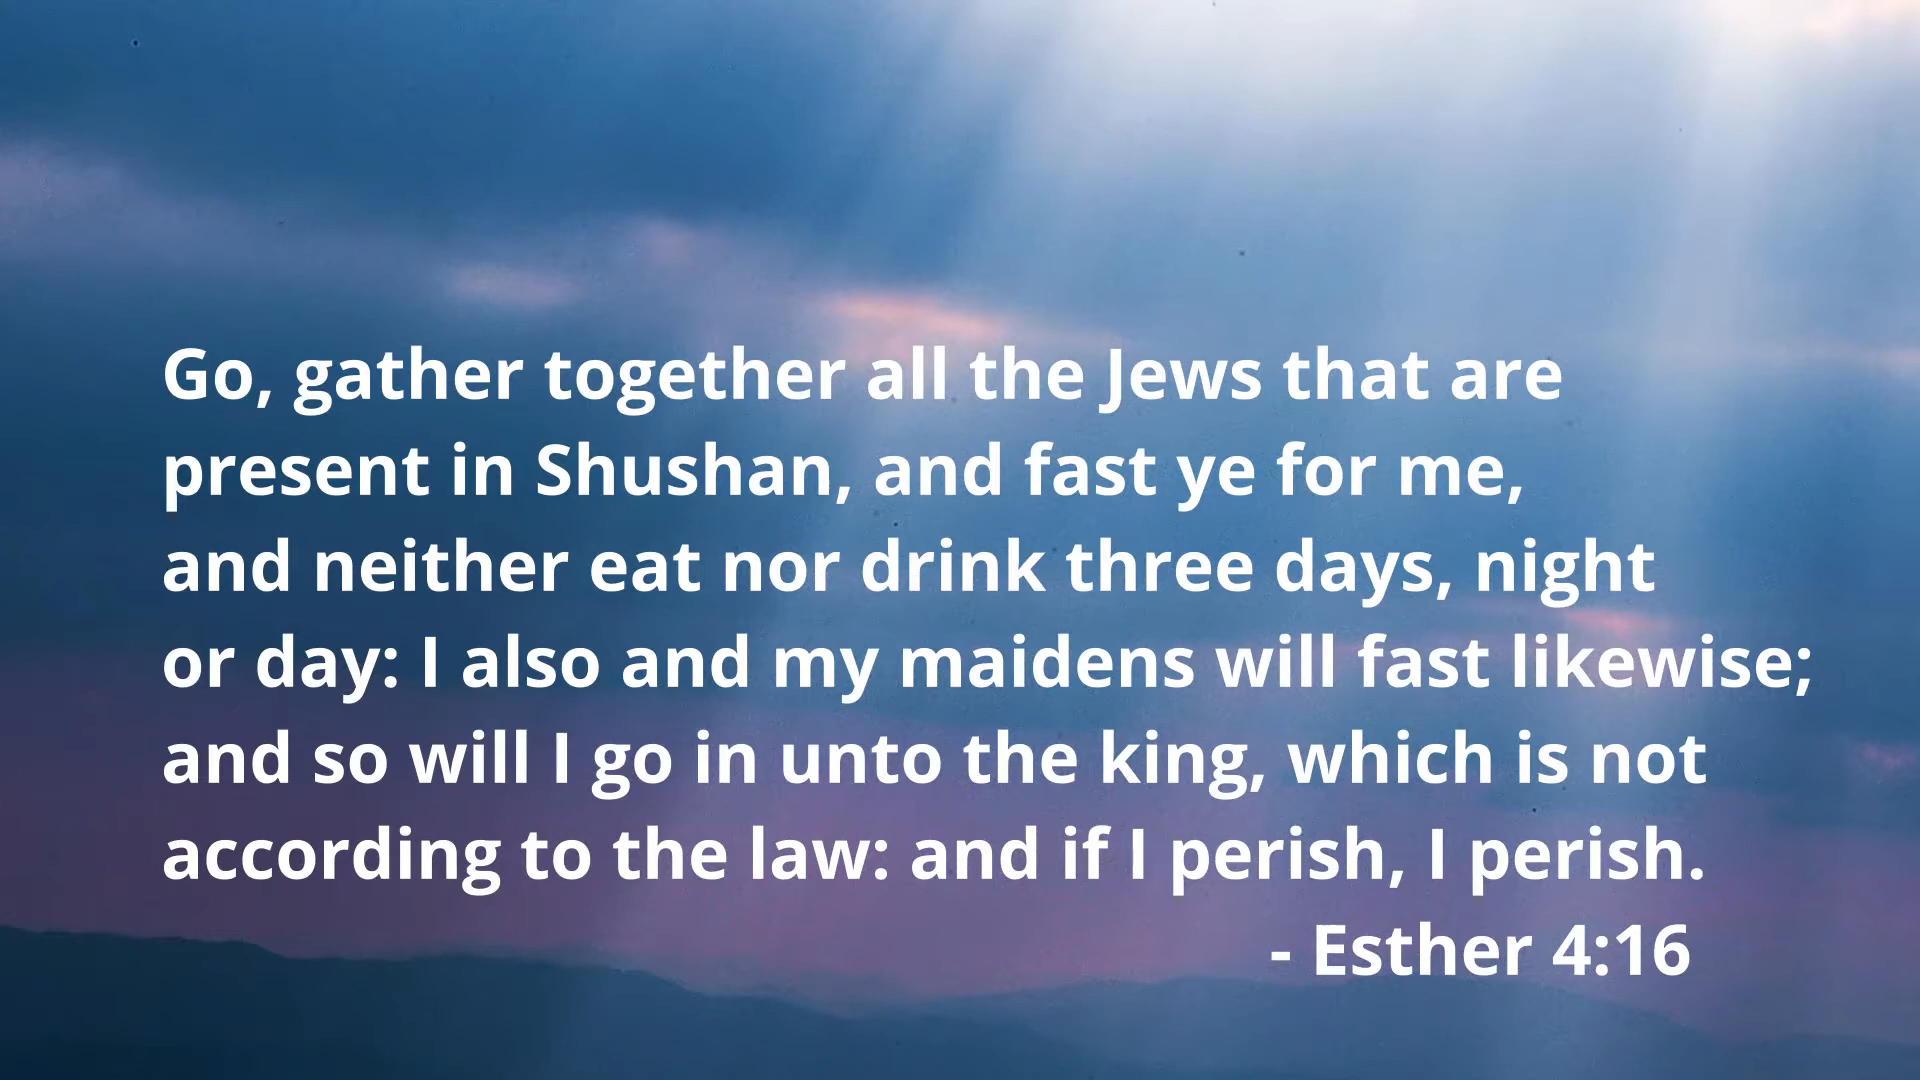 Go, gather together all the Jews that are
present in Shushan, and fast ye for me,
and neither eat nor drink three days, night
or day: I also and my maidens will fast likewise;
and so will I go in unto the king, which is not
according to the law: and if I perish, I perish.
- Esther 4:16